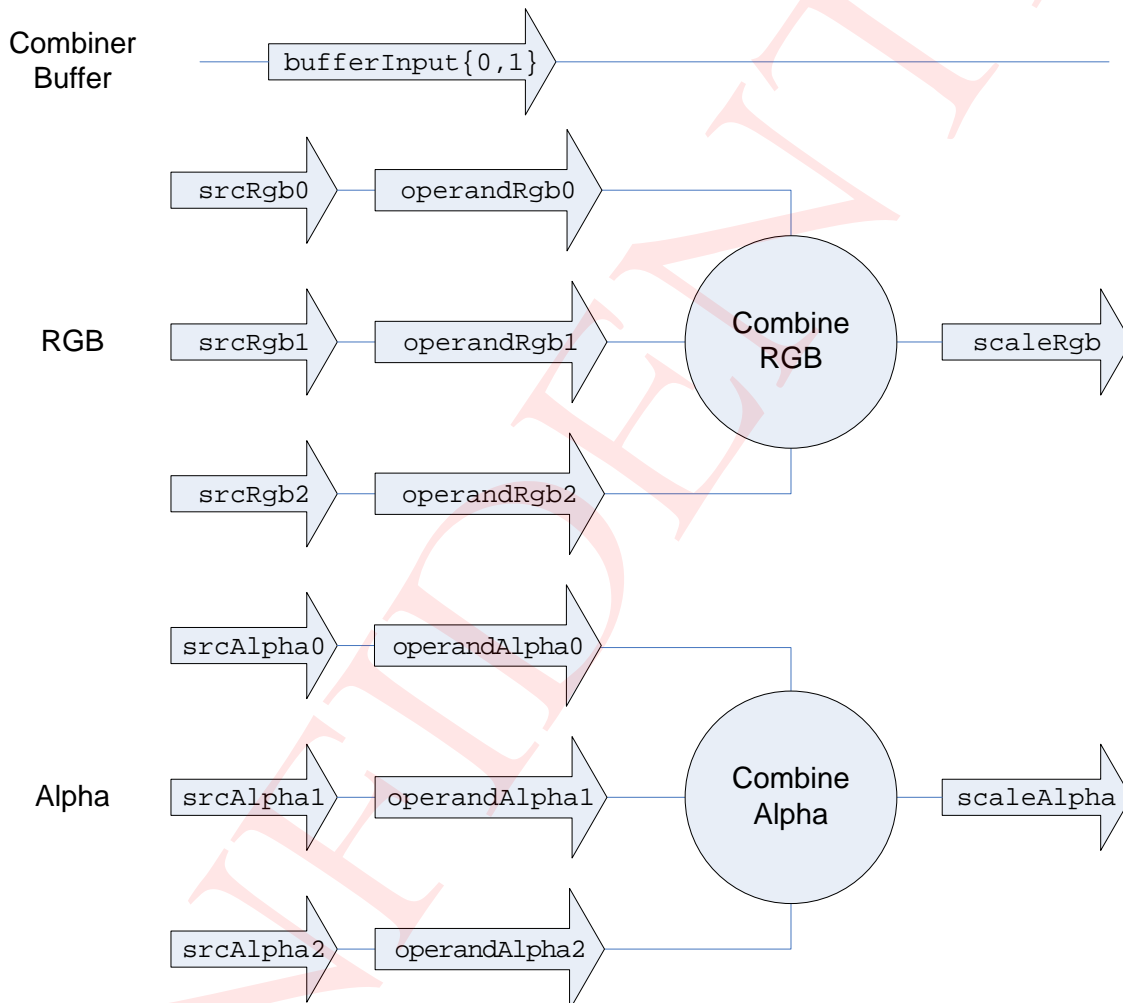 Combiner
Buffer
bufferInput{0,1}
srcRgb0
operandRgb0
RGB
srcRgb1
operandRgb1
Combine
RGB
scaleRgb
srcRgb2
operandRgb2
srcAlpha0
operandAlpha0
Alpha
srcAlpha1
operandAlpha1
Combine
Alpha
scaleAlpha
srcAlpha2
operandAlpha2